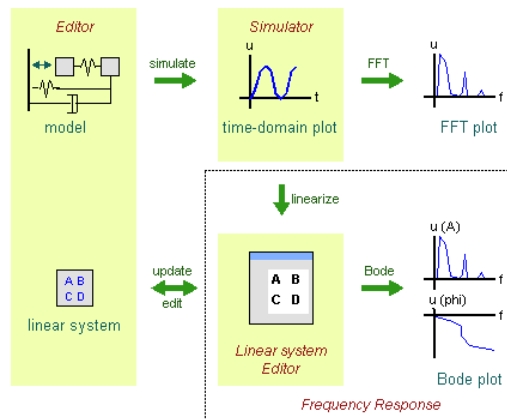 Editor
Simulator
simulate
u
t
FFT
u
f
model
time-domain plot
FFT plot
linearize
A B
C D
linear system
update
edit
A B
C D
Linear system
Editor
Bode
u (A)
f
u (phi)
f
Bode plot
Frequency Response